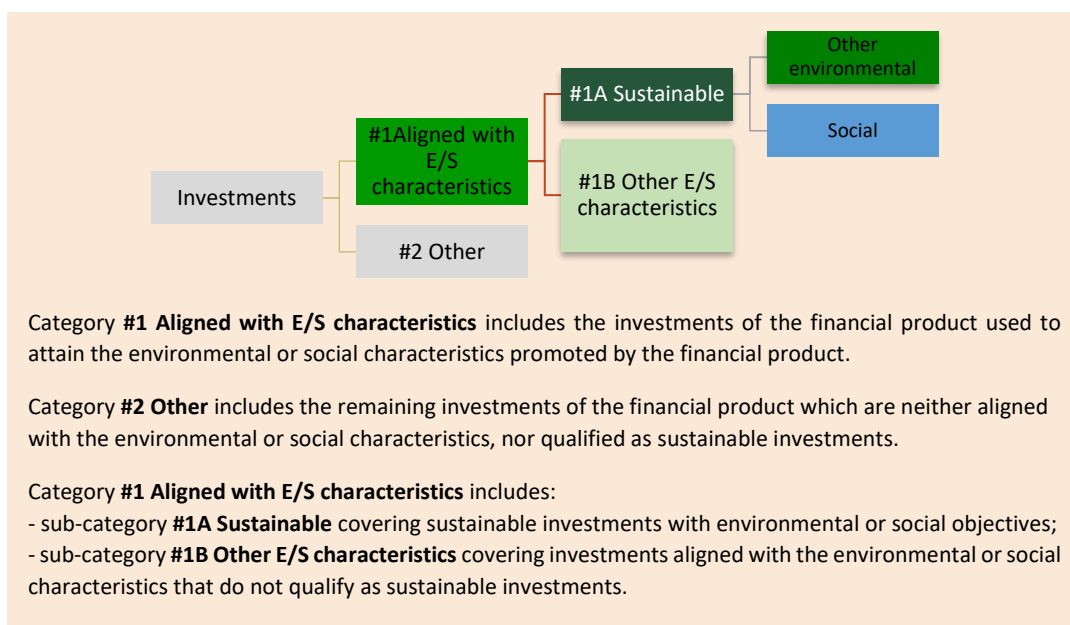 Other
environmental
#1A Sustainable
Social
#1Aligned with
E/S
characteristics
#1B Other E/S
characteristics
Investments
#2 Other
Category #1 Aligned with E/S characteristics includes the investments of the financial product used to
attain the environmental or social characteristics promoted by the financial product.
Category #2 Other includes the remaining investments of the financial product which are neither aligned
with the environmental or social characteristics, nor qualified as sustainable investments.
Category #1 Aligned with E/S characteristics includes:
- sub-category #1A Sustainable covering sustainable investments with environmental or social objectives;
- sub-category #1B Other E/S characteristics covering investments aligned with the environmental or social
characteristics that do not qualify as sustainable investments.